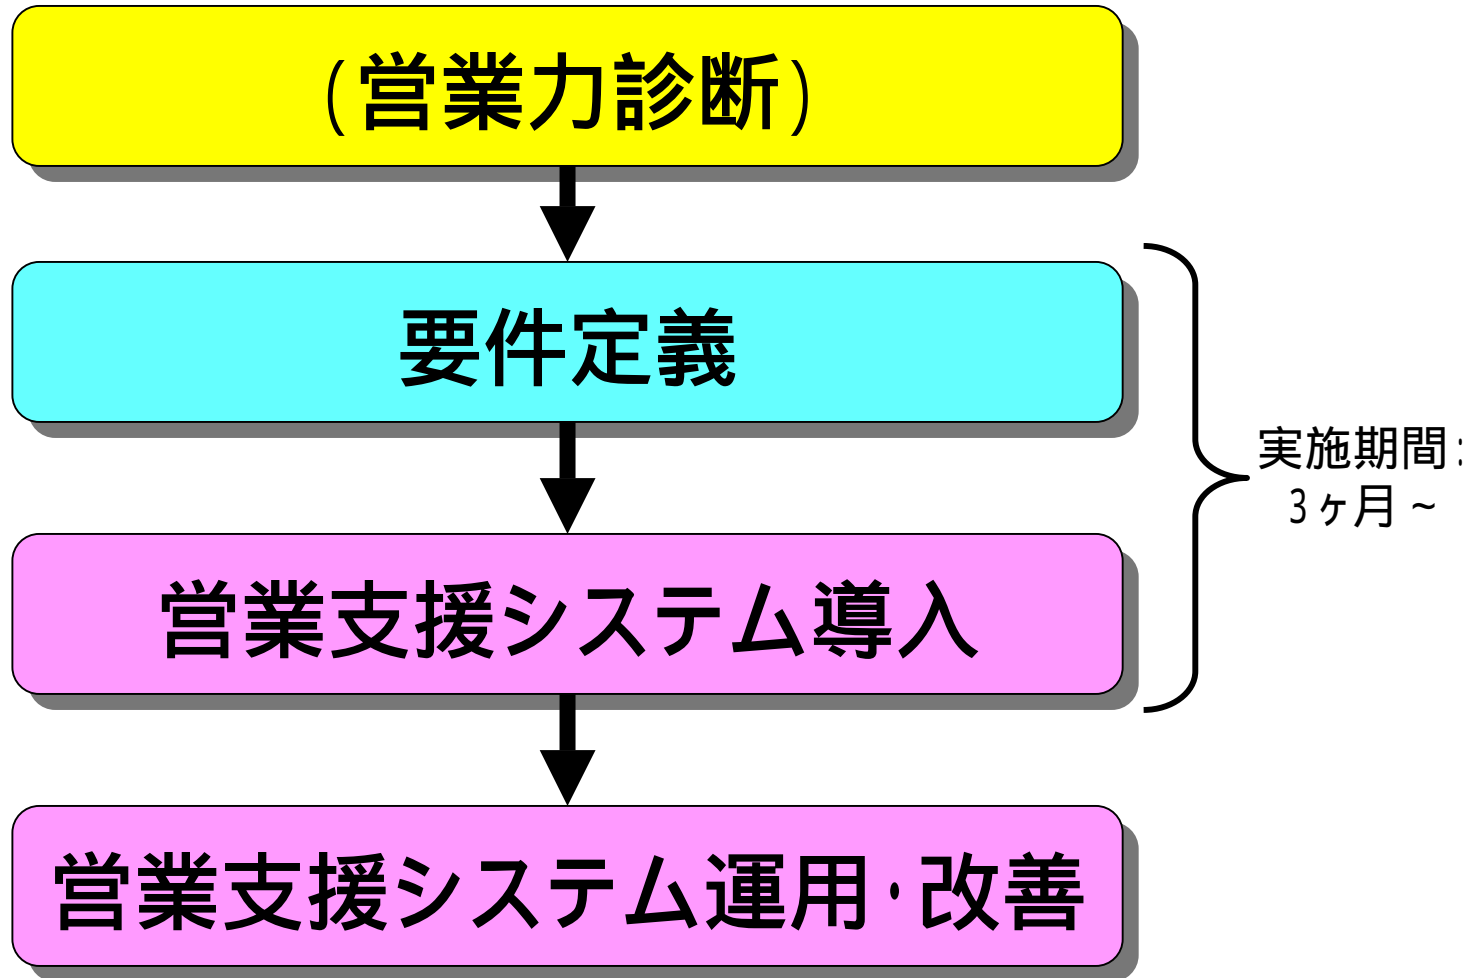 (営業力診断)
要件定義
実施期間:
3ヶ月~
営業支援システム導入
営業支援システム運用・改善